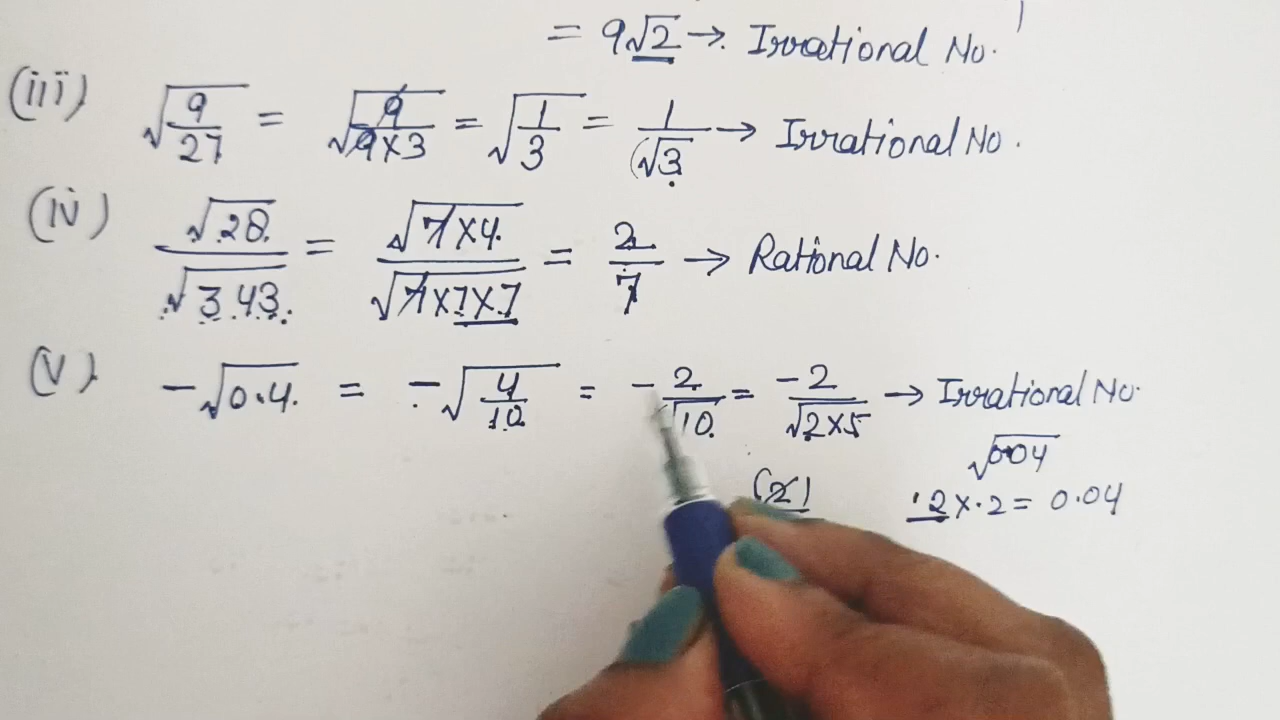 = 9√2 → Irrational No.
(iii) √(9/27) = √(9/(9×3)) = √(1/3) = 1/(√3) → Irrational No.
(iv) √28/√343 = √(7×4)/√(7×7×7) = 2/7 → Rational No.
(v) -√0.4 = -√(4/10) = -2/√10 = -2/√(2×5) → Irrational No.
√0.04
(2) .2×.2 = 0.04